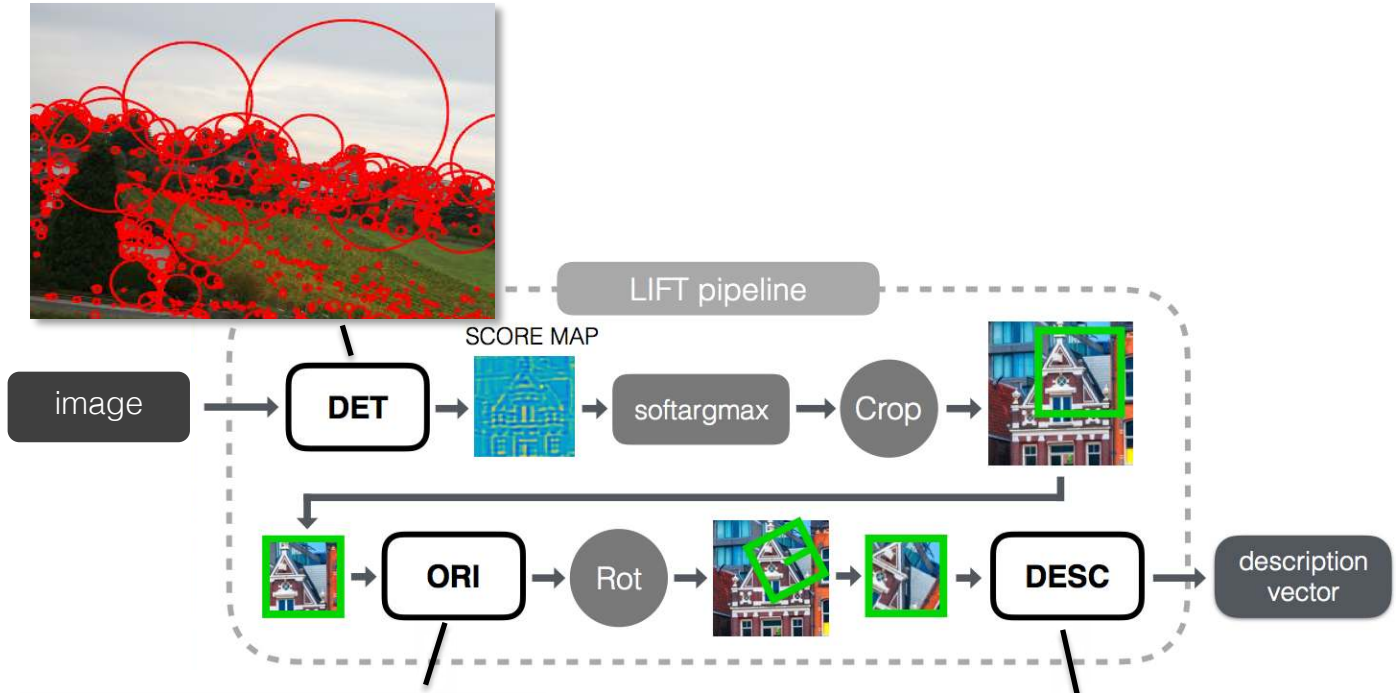 LIFT pipeline
SCORE MAP
image
DET
softargmax
Crop
ORI
Rot
DESC
description
vector